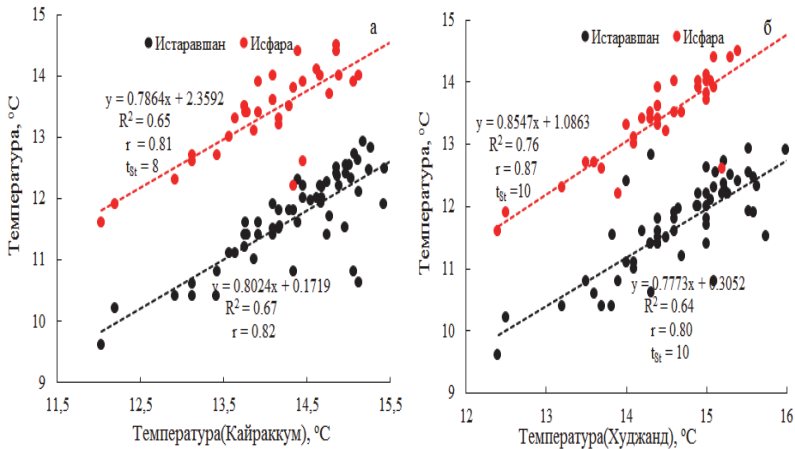 а
Истаравшан Исфара
y = 0.7864x + 2.3592
R² = 0.65
r = 0.81
tSt = 8
y = 0.8024x + 0.1719
R² = 0.67
r = 0.82
15
14
13
12
11
10
9
11,5 12,5 13,5 14,5 15,5
Температура, °С
Температура(Кайраккум), °С
б
Истаравшан Исфара
y = 0.8547x + 1.0863
R² = 0.76
r = 0.87
tSt = 10
y = 0.7773x + 0.3052
R² = 0.64
r = 0.80
tSt = 10
15
14
13
12
11
10
9
12 13 14 15 16
Температура, °С
Температура(Худжанд), °С